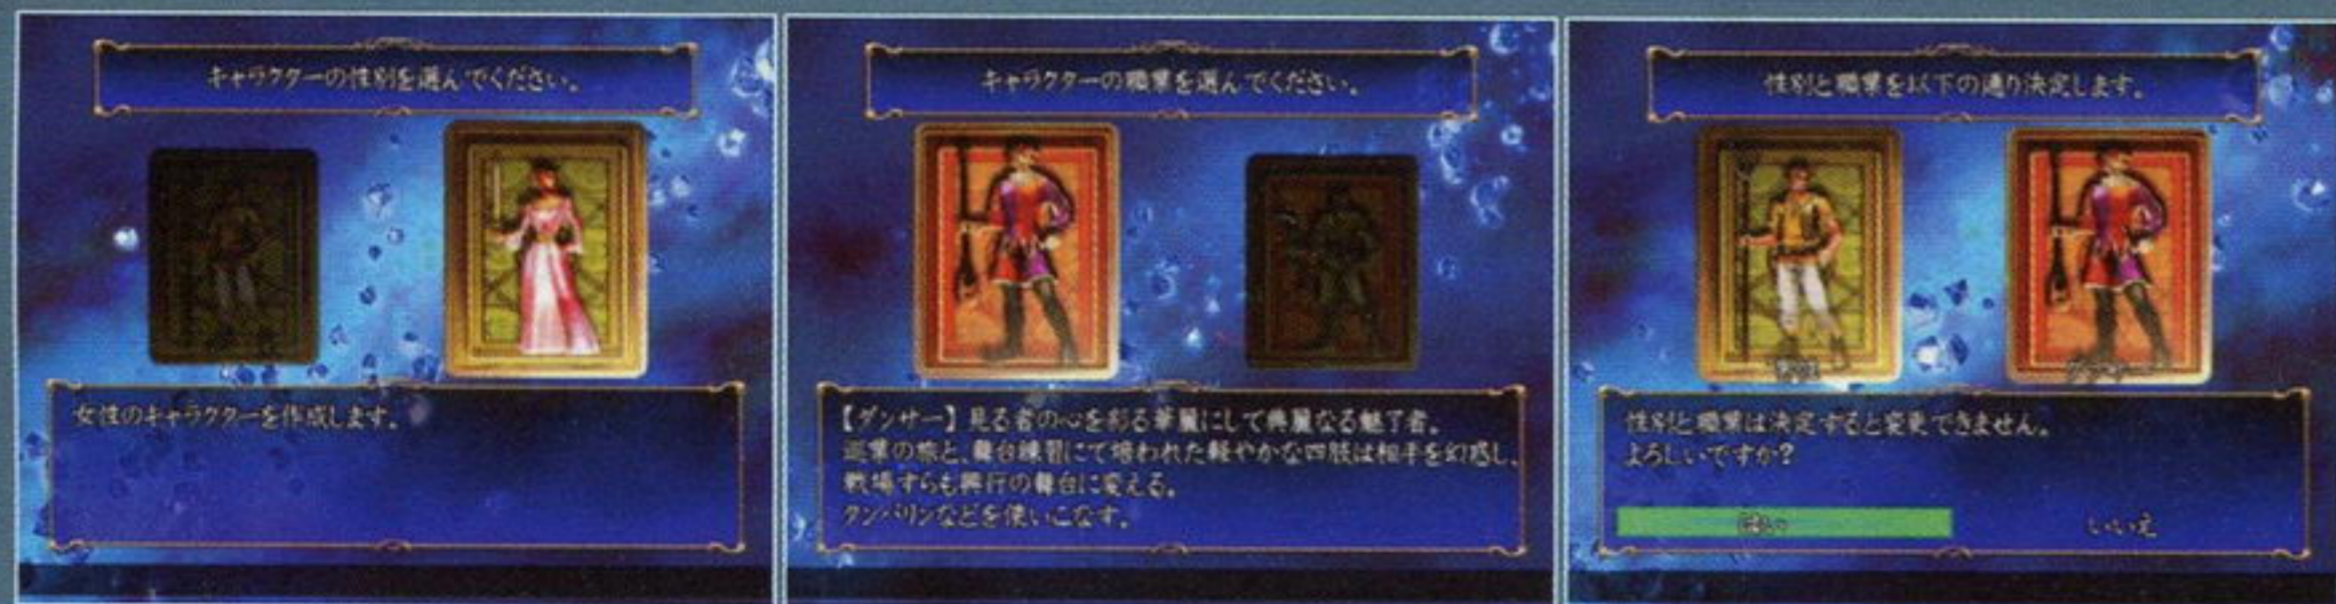 キャラクターの性別を選んでください。
女性のキャラクターを作成します。
キャラクターの職業を選んでください。
【ダンサー】見る者の心を彩る華麗にして典麗なる魅了者。
巡業の旅と、舞台練習にて培われた軽やかな四肢は相手を幻惑し、
戦場すらも興行の舞台に変える。
タンバリンなどを使いこなす。
性別と職業を以下の通り決定します。
性別と職業は決定すると変更できません。
よろしいですか?
はい
いいえ